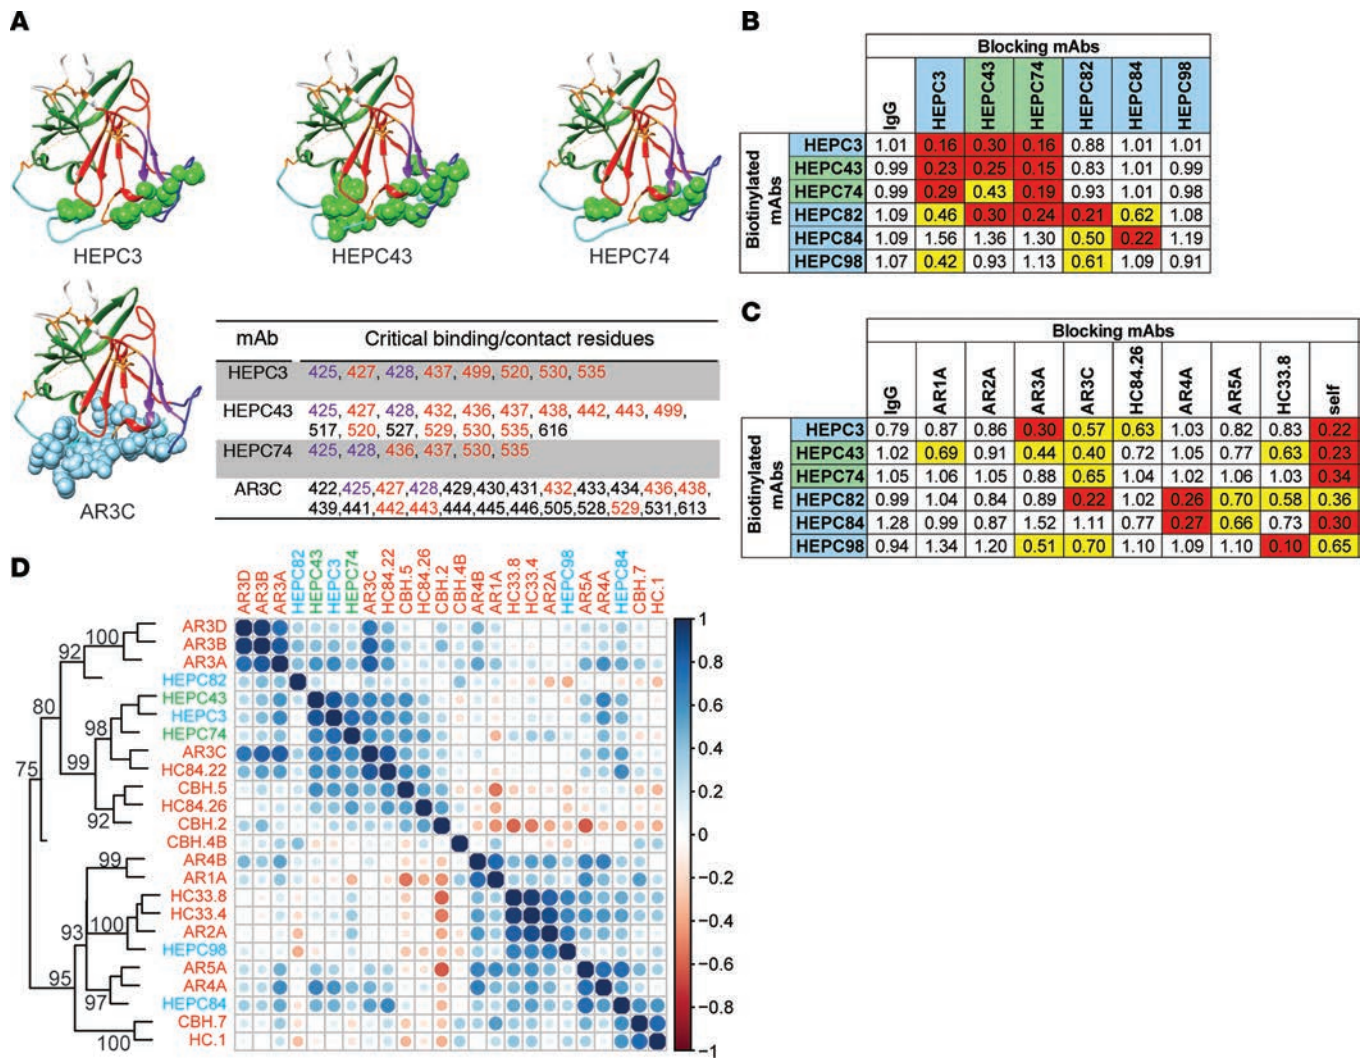 A
HEPC3
HEPC43
HEPC74
AR3C
mAb Critical binding/contact residues
HEPC3 425, 427, 428, 437, 499, 520, 530, 535
HEPC43 425, 427, 428, 432, 436, 437, 438, 442, 443, 499,
517, 520, 527, 529, 530, 535, 616
HEPC74 425, 428, 436, 437, 530, 535
AR3C 422, 425, 427, 428, 429, 430, 431, 432, 433, 434, 436, 438,
439, 441, 442, 443, 444, 445, 446, 505, 528, 529, 531, 613
B
Blocking mAbs
IgG HEPC3 HEPC43 HEPC74 HEPC82 HEPC84 HEPC98
Biotinylated
mAbs
HEPC3 1.01 0.16 0.30 0.16 0.88 1.01 1.01
HEPC43 0.99 0.23 0.25 0.15 0.83 1.01 0.99
HEPC74 0.99 0.29 0.43 0.19 0.93 1.01 0.98
HEPC82 1.09 0.46 0.30 0.24 0.21 0.62 1.08
HEPC84 1.09 1.56 1.36 1.30 0.50 0.22 1.19
HEPC98 1.07 0.42 0.93 1.13 0.61 1.09 0.91
C
Blocking mAbs
IgG AR1A AR2A AR3A AR3C HC84.26 AR4A AR5A HC33.8 self
Biotinylated
mAbs
HEPC3 0.79 0.87 0.86 0.30 0.57 0.63 1.03 0.82 0.83 0.22
HEPC43 1.02 0.69 0.91 0.44 0.40 0.72 1.05 0.77 0.63 0.23
HEPC74 1.05 1.06 1.05 0.88 0.65 1.04 1.02 1.06 1.03 0.34
HEPC82 0.99 1.04 0.84 0.89 0.22 1.02 0.26 0.70 0.58 0.36
HEPC84 1.28 0.99 0.87 1.52 1.11 0.77 0.27 0.66 0.73 0.30
HEPC98 0.94 1.34 1.20 0.51 0.70 1.10 1.09 1.10 0.10 0.65
D
AR3D AR3B AR3A HEPC82 HEPC43 HEPC3 HEPC74 AR3C HC84.22 CBH.5 HC84.26 CBH.2 CBH.4B AR4B AR1A HC33.8 HC33.4 AR2A HEPC98 AR5A AR4A HEPC84 CBH.7 HC.1
AR3D
AR3B
AR3A
HEPC82
HEPC43
HEPC3
HEPC74
AR3C
HC84.22
CBH.5
HC84.26
CBH.2
CBH.4B
AR4B
AR1A
HC33.8
HC33.4
AR2A
HEPC98
AR5A
AR4A
HEPC84
CBH.7
HC.1
100
92
80
98
99
75
92
99
100
93
95
97
100
1
0.8
0.6
0.4
0.2
0
−0.2
−0.4
−0.6
−0.8
−1